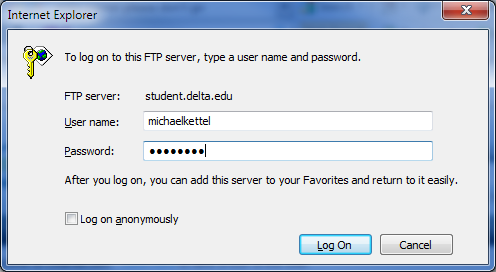 Internet Explorer
To log on to this FTP server, type a user name and password.
FTP server: student.delta.edu
User name: michaelkettel
Password: ●●●●●●●●
After you log on, you can add this server to your Favorites and return to it easily.
Log on anonymously
Log On Cancel